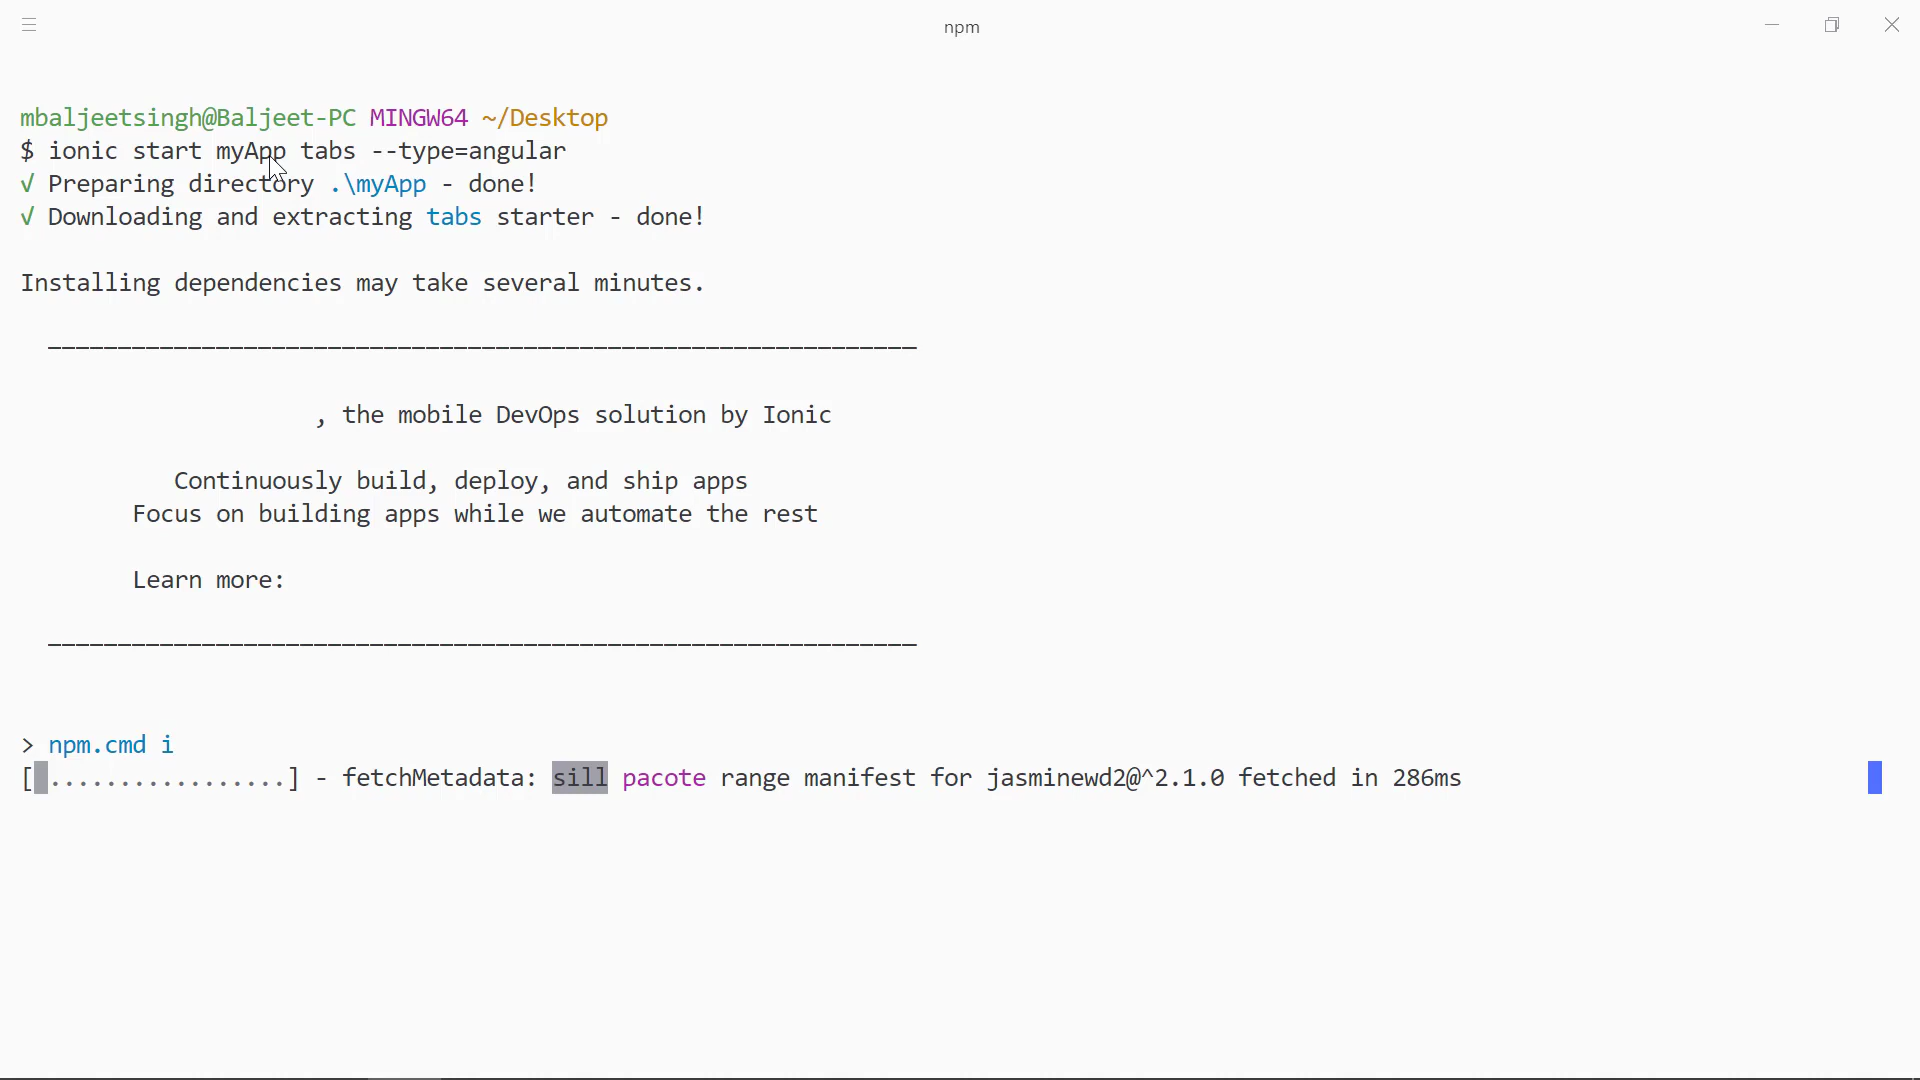 npm
mbaljeetsingh@Baljeet-PC MINGW64 ~/Desktop
$ ionic start myApp tabs --type=angular
√ Preparing directory .\myApp - done!
√ Downloading and extracting tabs starter - done!
Installing dependencies may take several minutes.
, the mobile DevOps solution by Ionic
Continuously build, deploy, and ship apps
Focus on building apps while we automate the rest
Learn more:
> npm.cmd i
[ .................] - fetchMetadata: sill pacote range manifest for jasminewd2@^2.1.0 fetched in 286ms